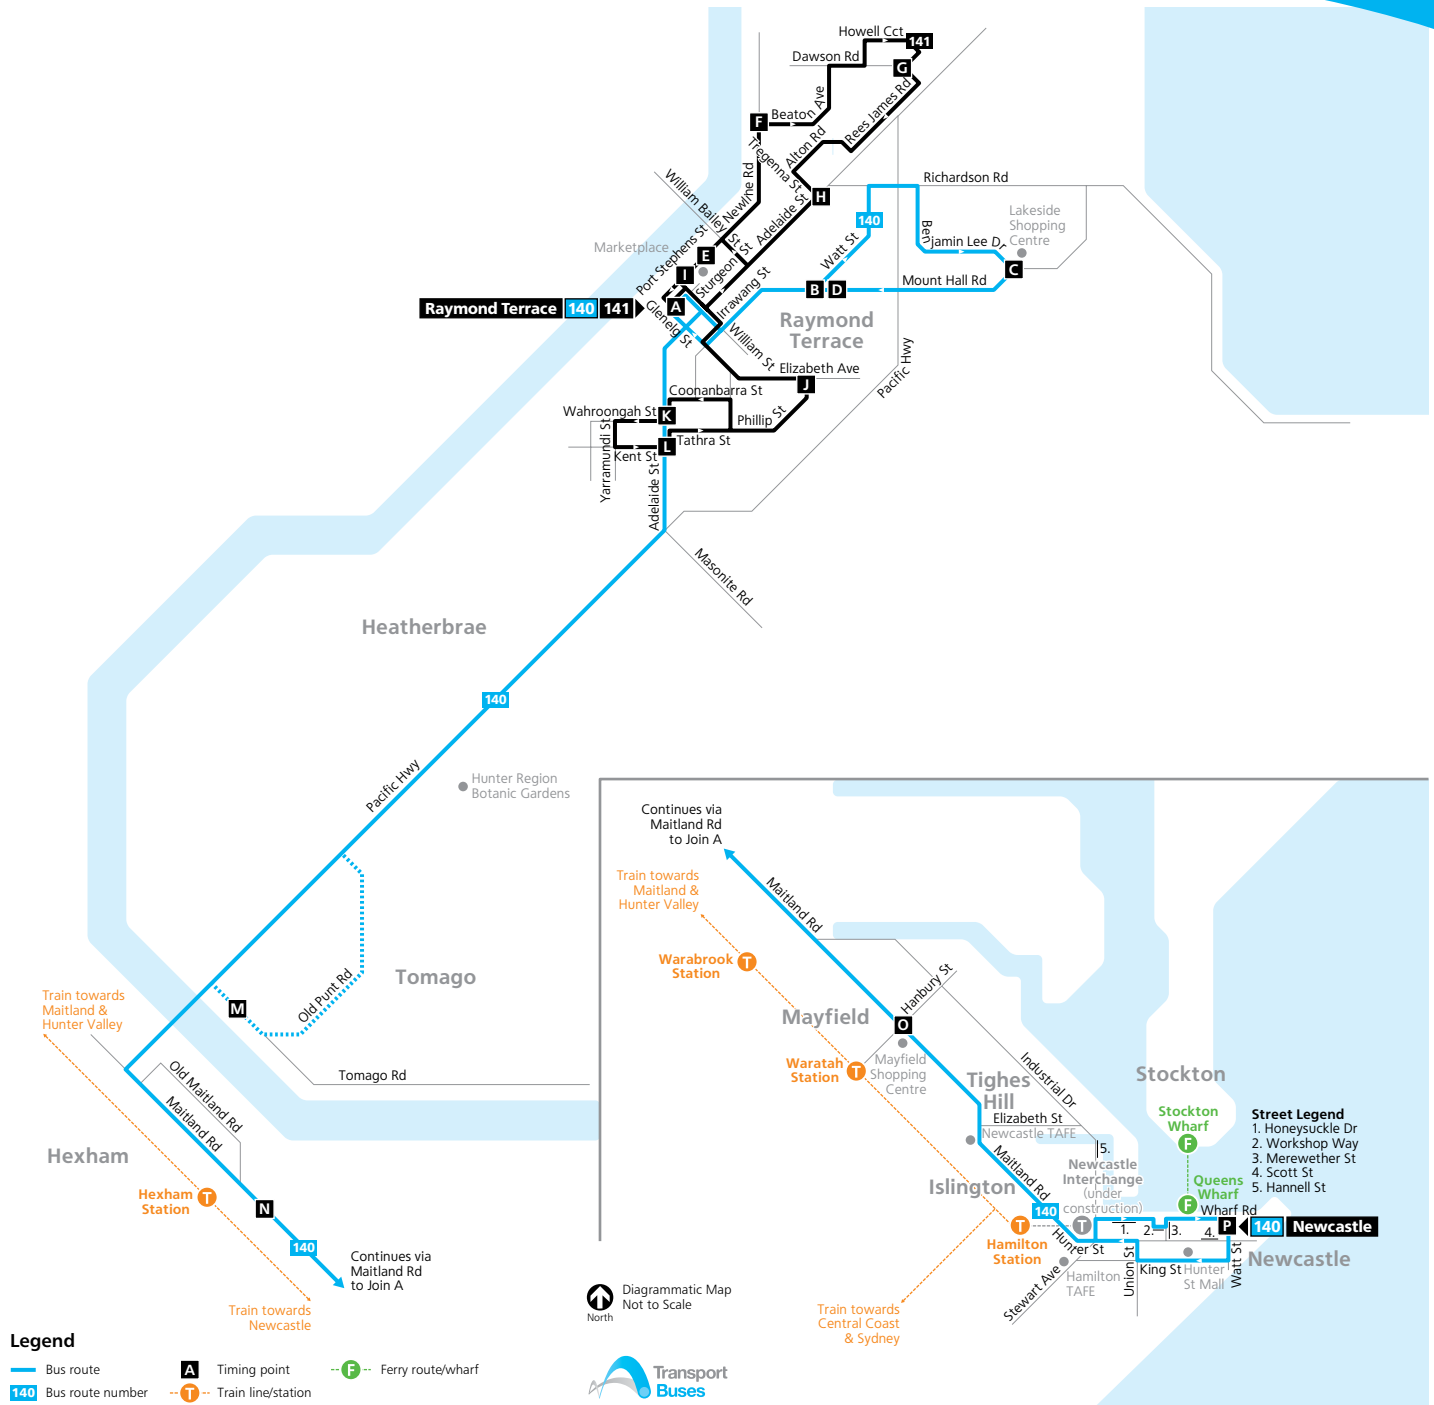 Howell Cct
141
Dawson Rd
G
Beaton Ave
F
Rees James Rd
Alton Rd
Tregenna St
Newline Rd
William Bailey St
H
Adelaide St
Richardson Rd
140
Lakeside
Shopping
Centre
Benjamin Lee Dr
Watt St
Marketplace
Port Stephens St
E
I
Sturgeon St
C
Mount Hall Rd
B
D
Irrawang St
Raymond Terrace 140 141
A
Glenelg St
William St
Raymond
Terrace
Elizabeth Ave
J
Pacific Hwy
Coonanbarra St
Wahroongah St
K
Phillip St
Tathra St
L
Kent St
Yarramundi St
Adelaide St
Masonite Rd
Heatherbrae
140
Pacific Hwy
Hunter Region
Botanic Gardens
Tomago
Old Punt Rd
M
Train towards
Maitland &
Hunter Valley
Tomago Rd
Old Maitland Rd
Maitland Rd
Hexham
Hexham
Station
T
N
140
Continues via
Maitland Rd
to Join A
Train towards
Newcastle
Continues via
Maitland Rd
to Join A
Train towards
Maitland &
Hunter Valley
Maitland Rd
Warabrook
Station
T
Hanbury St
Mayfield
O
Mayfield
Shopping
Centre
Waratah
Station
T
Industrial Dr
Tighes
Hill
Elizabeth St
Newcastle TAFE
Stockton
Stockton
Wharf
F
Street Legend
1. Honeysuckle Dr
2. Workshop Way
3. Merewether St
4. Scott St
5. Hannell St
5.
Newcastle
Interchange
(under
construction)
T
Maitland Rd
Islington
140
Queens
Wharf
F
Wharf Rd
1.
2.
3.
4.
P
140 Newcastle
Newcastle
T
Hamilton
Station
Hunter St
Stewart Ave
Hamilton
TAFE
Union St
King St
Hunter
St Mall
Watt St
Train towards
Central Coast
& Sydney
North
Diagrammatic Map
Not to Scale
Legend
Bus route
A Timing point
F Ferry route/wharf
140 Bus route number
T Train line/station
Transport
Buses